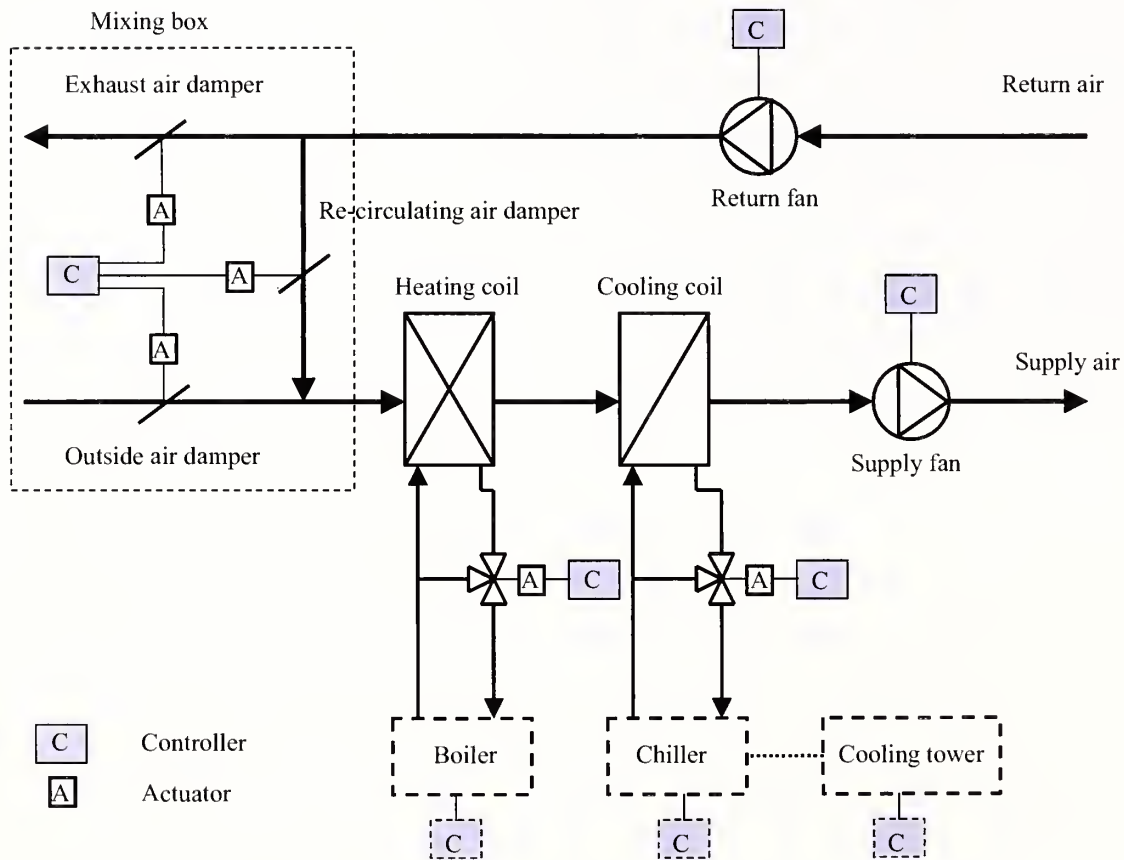 Mixing box
C
Exhaust air damper
Return air
A
Return fan
Re-circulating air damper
C
A
Heating coil
Cooling coil
C
A
Supply air
Outside air damper
Supply fan
A
C
A
C
C
Controller
Boiler
Chiller
Cooling tower
A
Actuator
C
C
C